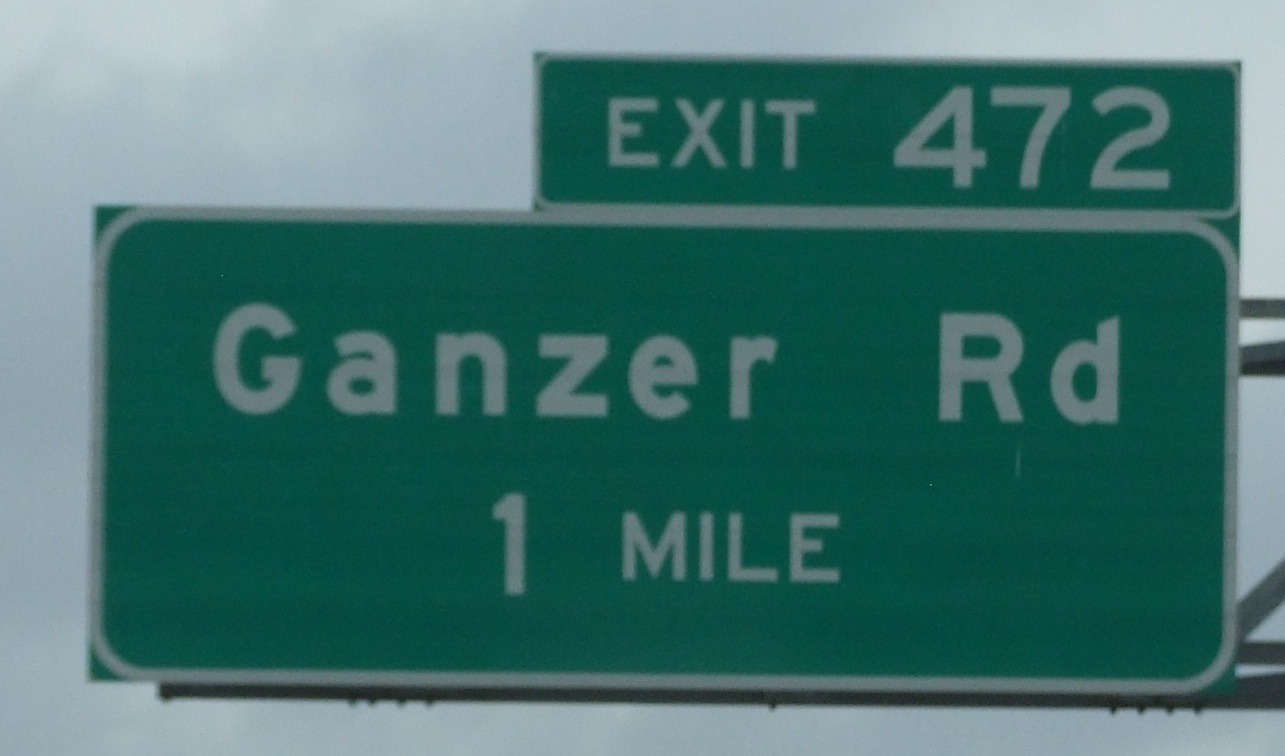 EXIT 472
Ganzer Rd
1 MILE